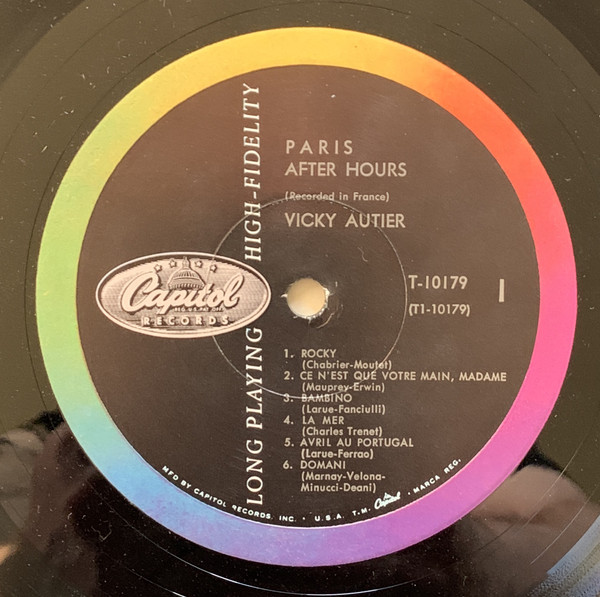 PARIS
AFTER HOURS
(Recorded in France)
VICKY AUTIER
LONG PLAYING HIGH-FIDELITY
Capitol
RECORDS
T-10179
(T1-10179)
1
1. ROCKY
(Chabrier-Moutet)
2. CE N'EST QUE VOTRE MAIN, MADAME
(Mauprey-Erwin)
3. BAMBINO
(Larue-Fanciulli)
4. LA MER
(Charles Trenet)
5. AVRIL AU PORTUGAL
(Larue-Ferrao)
6. DOMANI
(Marnay-Velona-
Minucci-Deani)
MFD BY CAPITOL RECORDS, INC. • U.S.A. T.M. Capitol • MARCA REG.